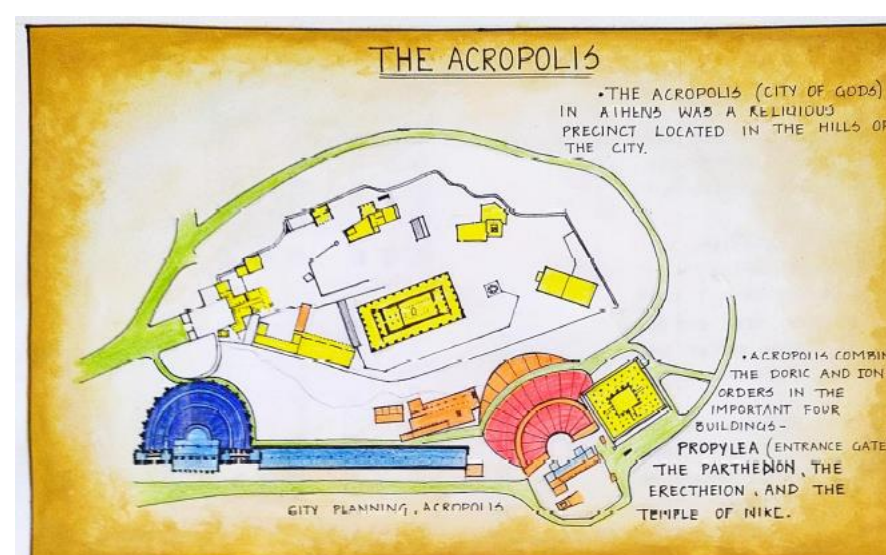 THE ACROPOLIS
• THE ACROPOLIS (CITY OF GODS)
IN ATHENS WAS A RELIGIOUS
PRECINCT LOCATED IN THE HILLS OF
THE CITY.
• ACROPOLIS COMBIN
THE DORIC AND ION
ORDERS IN THE
IMPORTANT FOUR
BUILDINGS -
PROPYLEA (ENTRANCE GATE
THE PARTHENON, THE
ERECTHEION, AND THE
TEMPLE OF NIKE.
CITY PLANNING, ACROPOLIS